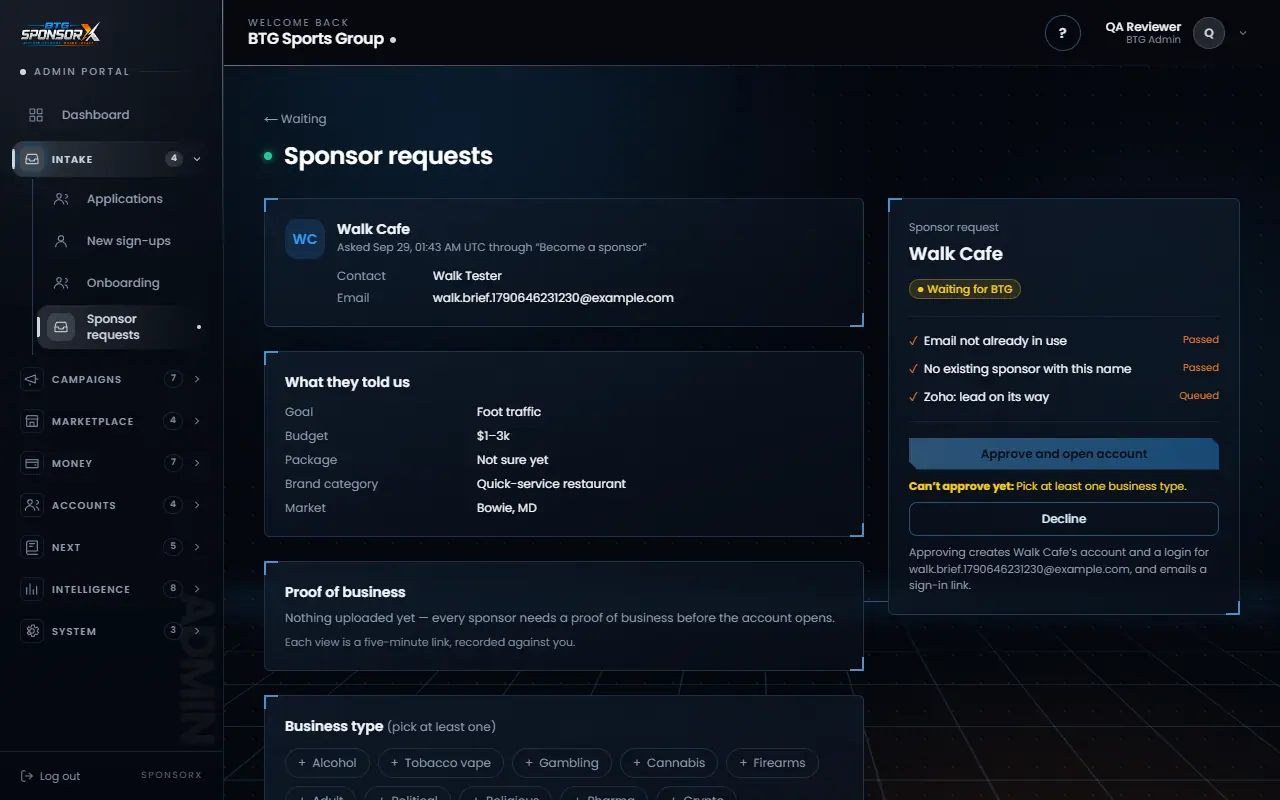 BTG
SPONSORX
ADMIN PORTAL
Dashboard
INTAKE 4
Applications
New sign-ups
Onboarding
Sponsor
requests
CAMPAIGNS 7
MARKETPLACE 4
MONEY 7
ACCOUNTS 4
NEXT 5
INTELLIGENCE 8
SYSTEM 3
ADMIN
Log out
SPONSORX
WELCOME BACK
BTG Sports Group
?
QA Reviewer
BTG Admin
Q
← Waiting
Sponsor requests
WC
Walk Cafe
Asked Sep 29, 01:43 AM UTC through “Become a sponsor”
Contact Walk Tester
Email walk.brief.1790646231230@example.com
What they told us
Goal Foot traffic
Budget $1–3k
Package Not sure yet
Brand category Quick-service restaurant
Market Bowie, MD
Proof of business
Nothing uploaded yet — every sponsor needs a proof of business before the account opens.
Each view is a five-minute link, recorded against you.
Business type (pick at least one)
+ Alcohol + Tobacco vape + Gambling + Cannabis + Firearms
+ Adult + Political + Religious + Pharma + Crypto
Sponsor request
Walk Cafe
Waiting for BTG
✓ Email not already in use Passed
✓ No existing sponsor with this name Passed
✓ Zoho: lead on its way Queued
Approve and open account
Can’t approve yet: Pick at least one business type.
Decline
Approving creates Walk Cafe’s account and a login for
walk.brief.1790646231230@example.com, and emails a
sign-in link.